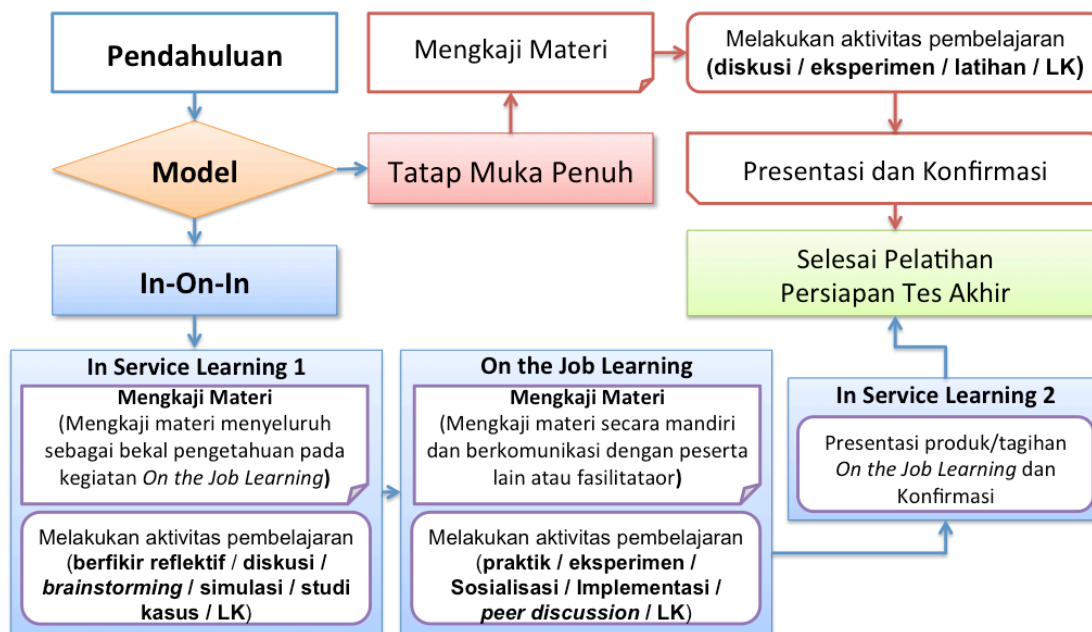 Pendahuluan
Model
Tatap Muka Penuh
Mengkaji Materi
Melakukan aktivitas pembelajaran
(diskusi / eksperimen / latihan / LK)
Presentasi dan Konfirmasi
Selesai Pelatihan
Persiapan Tes Akhir
In-On-In
In Service Learning 1
Mengkaji Materi
(Mengkaji materi menyeluruh
sebagai bekal pengetahuan pada
kegiatan On the Job Learning)
Melakukan aktivitas pembelajaran
(berfikir reflektif / diskusi /
brainstorming / simulasi / studi
kasus / LK)
On the Job Learning
Mengkaji Materi
(Mengkaji materi secara mandiri
dan berkomunikasi dengan peserta
lain atau fasilitataor)
Melakukan aktivitas pembelajaran
(praktik / eksperimen /
Sosialisasi / Implementasi /
peer discussion / LK)
In Service Learning 2
Presentasi produk/tagihan
On the Job Learning dan
Konfirmasi